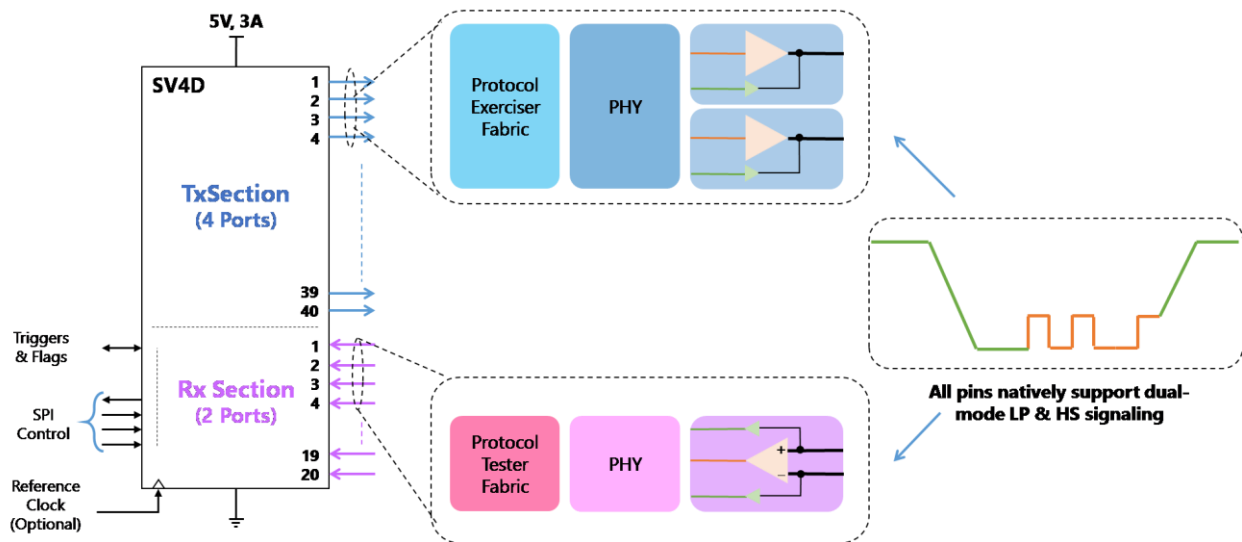 5V, 3A
SV4D
1
2
3
4
TxSection
(4 Ports)
39
40
Triggers
& Flags
1
2
3
4
Rx Section
(2 Ports)
SPI
Control
19
20
Reference
Clock
(Optional)
Protocol
Exerciser
Fabric
PHY
All pins natively support dual-
mode LP & HS signaling
Protocol
Tester
Fabric
PHY
+
−